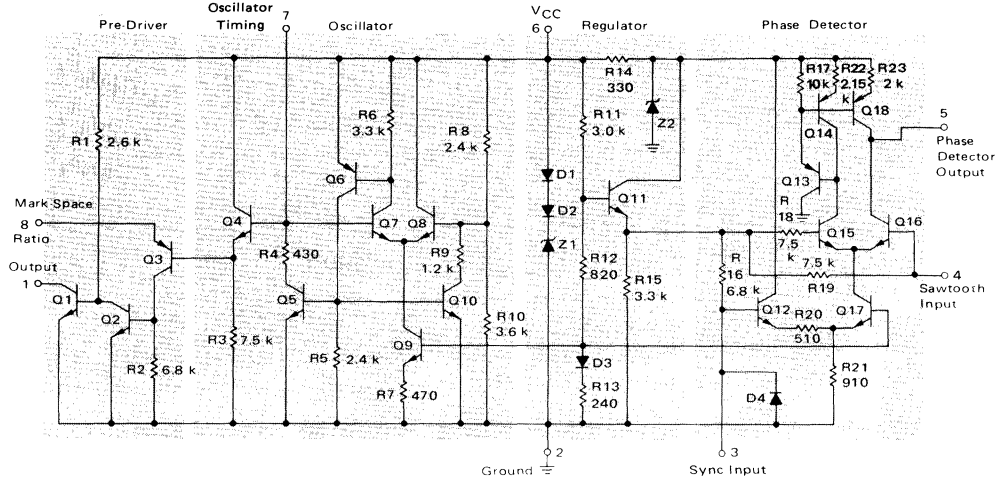 Pre-Driver
Oscillator
Timing
7
Oscillator
VCC
6
Regulator
Phase Detector
R1
2.6 k
R6
3.3 k
R8
2.4 k
R14
330
R11
3.0 k
Z2
R17
10 k
R22
2.15
k
R23
2 k
Q18
Q14
5
Phase
Detector
Output
Q6
D1
D2
Z1
Q11
Q13
R
18
7.5
k
Q15
Q16
Mark-Space
8
Ratio
Q3
Q4
Q7
Q8
R4
430
R9
1.2 k
R12
820
R15
3.3 k
R
16
6.8 k
7.5 k
R19
4
Sawtooth
Input
Output
1
Q1
Q2
Q5
Q10
Q12
R20
510
Q17
R2
6.8 k
R3
7.5 k
R5
2.4 k
Q9
R7
470
R10
3.6 k
D3
R13
240
D4
R21
910
Ground
2
3
Sync Input